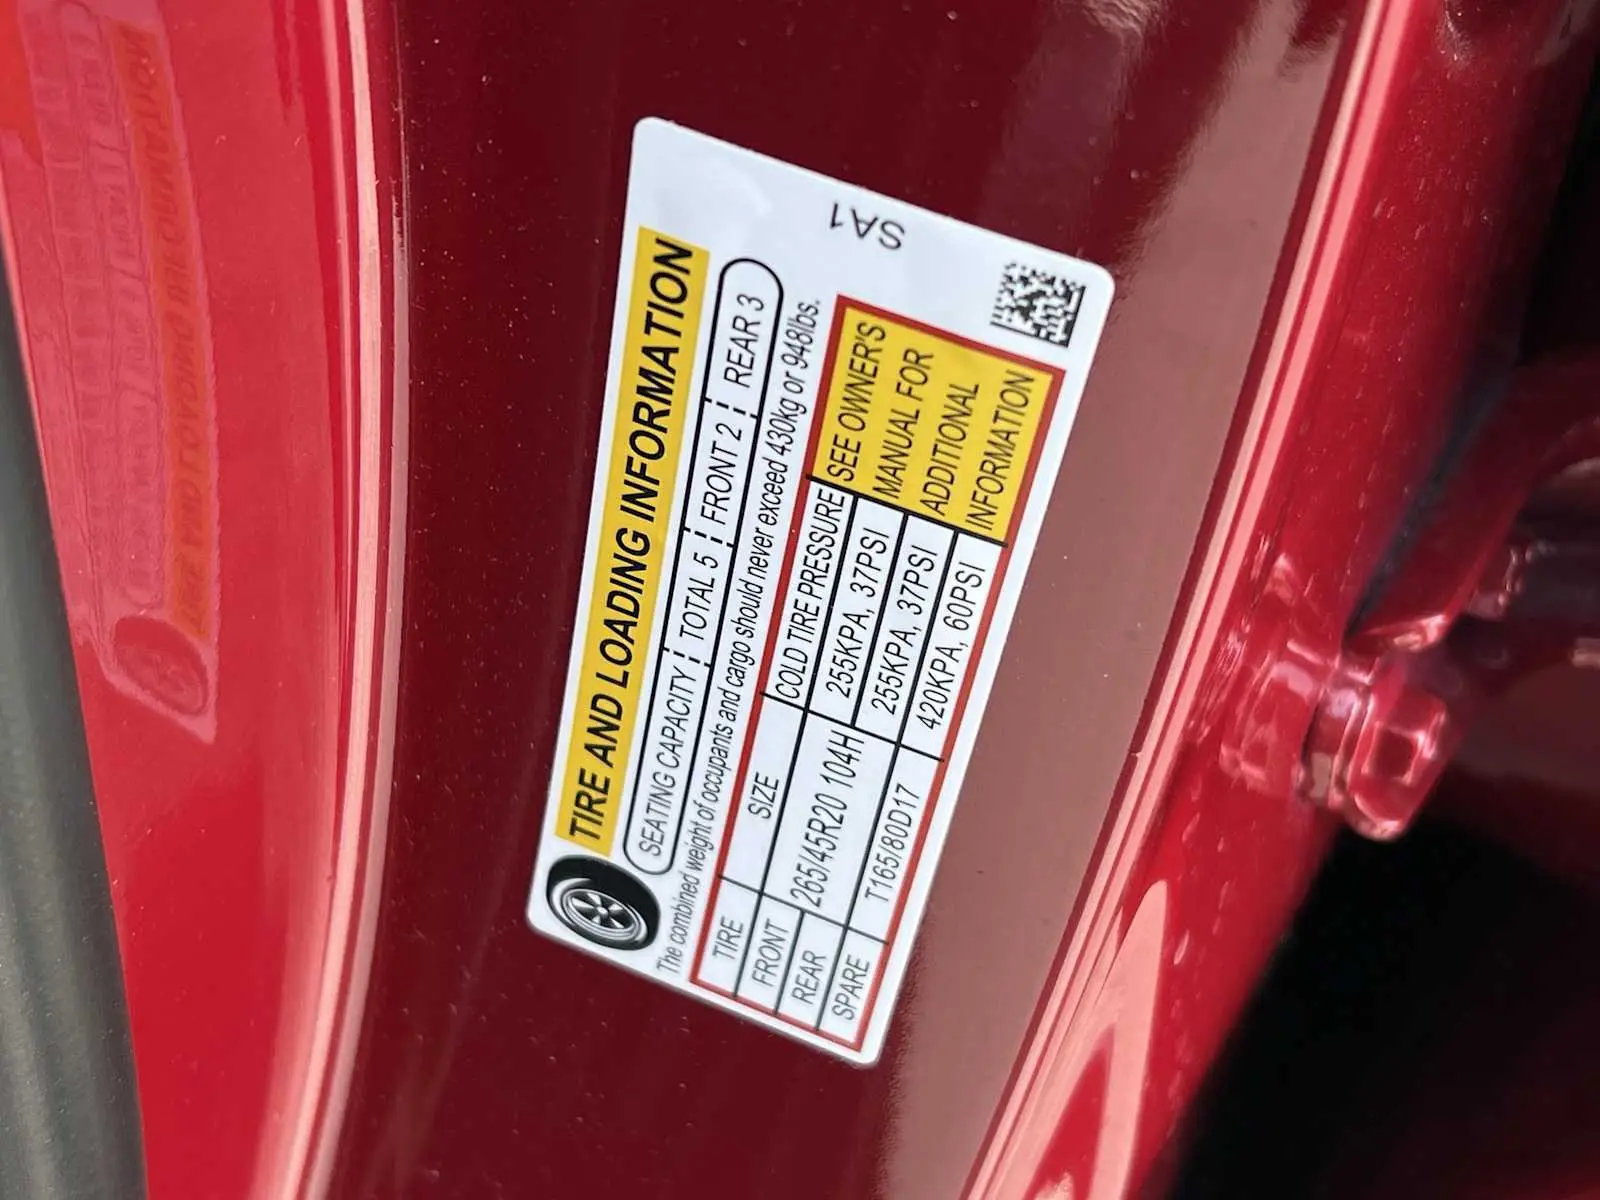 TIRE AND LOADING INFORMATION
SEATING CAPACITY TOTAL 5 FRONT 2 REAR 3
The combined weight of occupants and cargo should never exceed 430kg or 948lbs.
TIRE SIZE COLD TIRE PRESSURE
FRONT 265/45R20 104H 255KPA, 37PSI
REAR 255KPA, 37PSI
SPARE T165/80D17 420KPA, 60PSI
SEE OWNER'S
MANUAL FOR
ADDITIONAL
INFORMATION
SA1